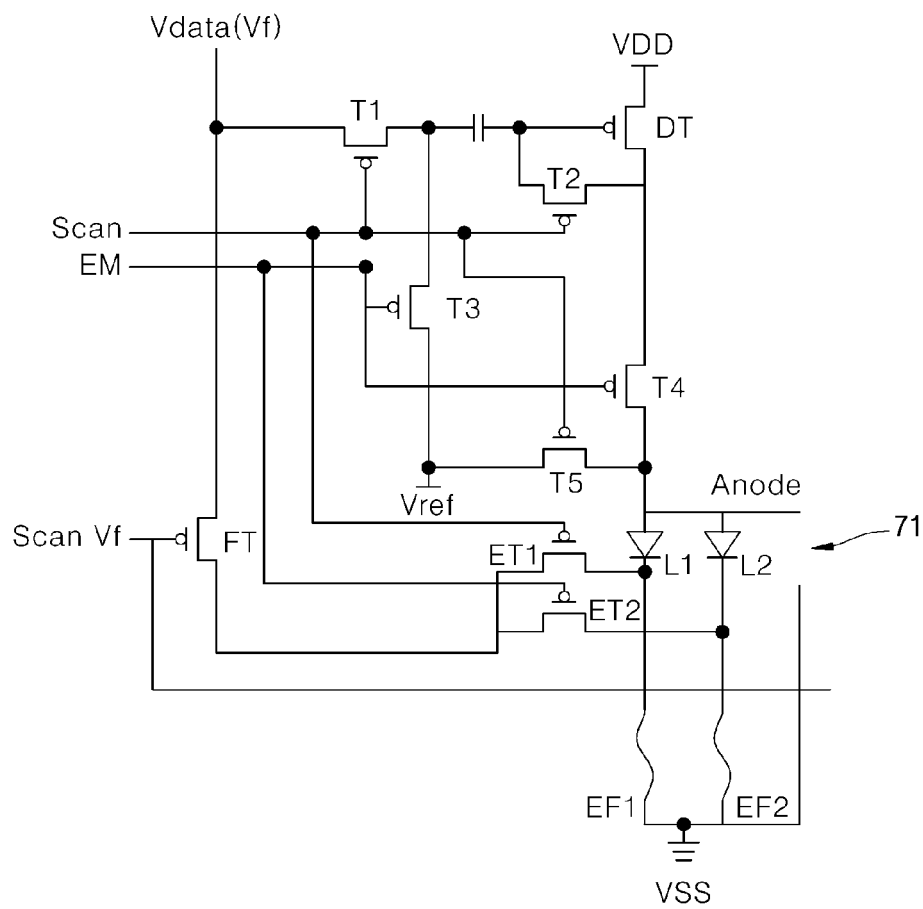 Vdata(Vf)
VDD
T1
DT
T2
Scan
EM
T3
T4
T5
Vref
Anode
Scan Vf
FT
71
ET1
L1
L2
ET2
EF1
EF2
VSS